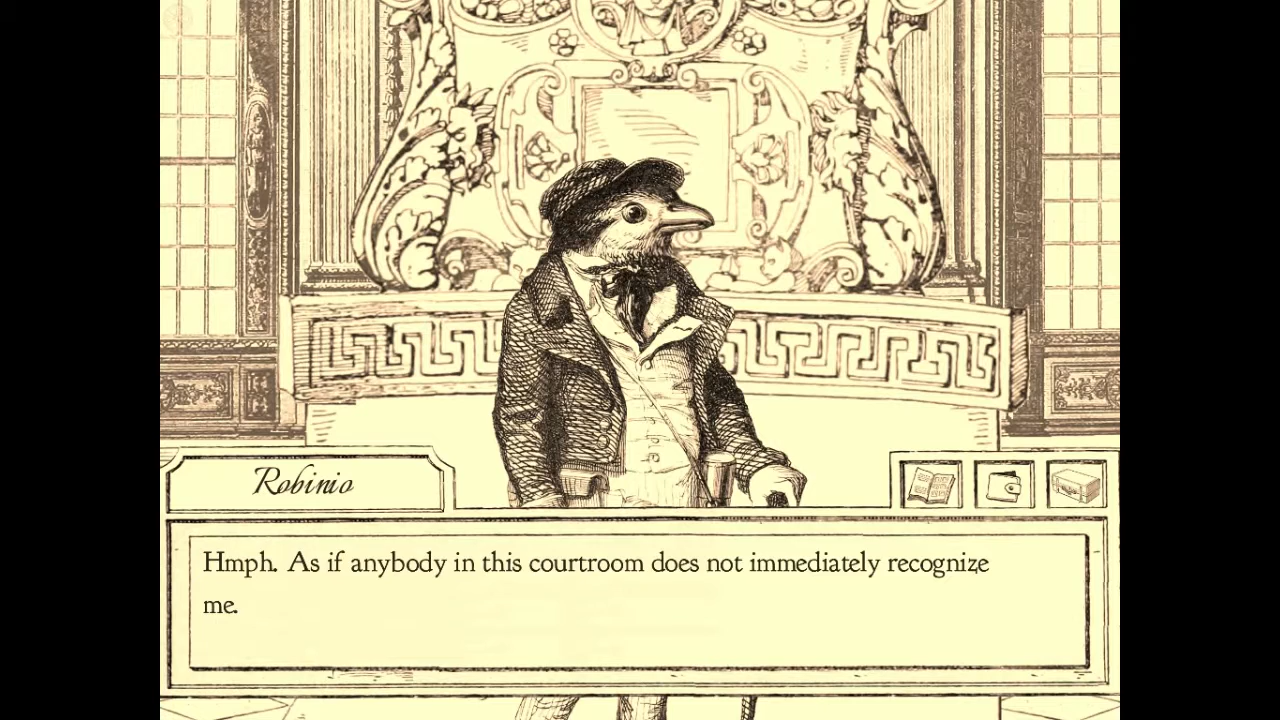 Robinio
Hmph. As if anybody in this courtroom does not immediately recognize
me.